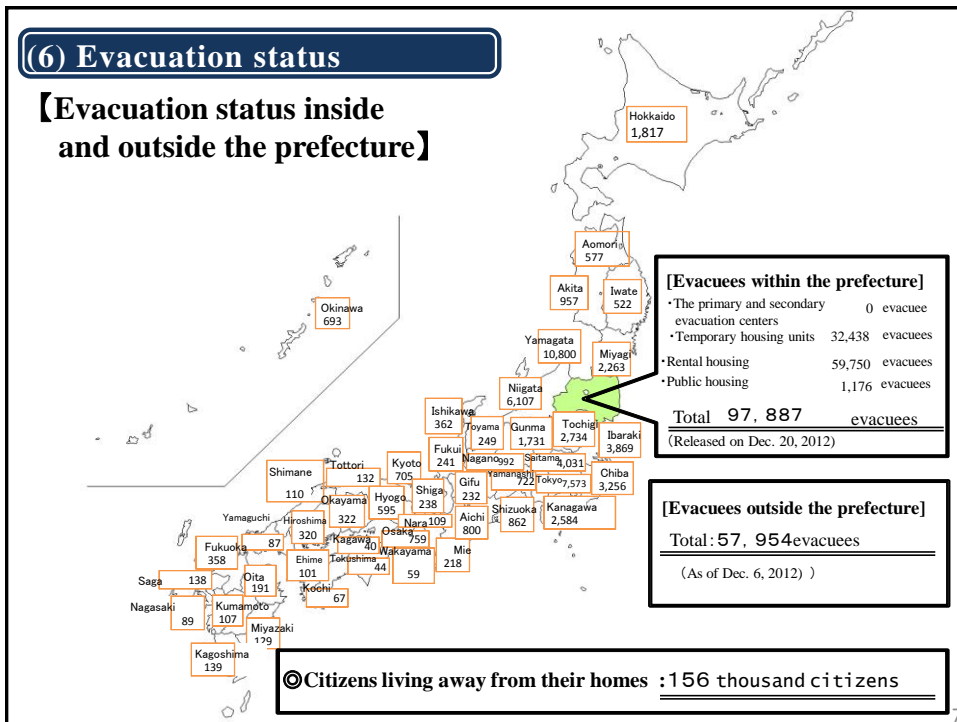 (6) Evacuation status
【Evacuation status inside
and outside the prefecture】
Hokkaido
1,817
Aomori
577
Akita
957
Iwate
522
Okinawa
693
Yamagata
10,800
Miyagi
2,263
Niigata
6,107
[Evacuees within the prefecture]
・The primary and secondary
evacuation centers
0 evacuee
・Temporary housing units 32,438 evacuees
・Rental housing 59,750 evacuees
・Public housing 1,176 evacuees
Total 97,887 evacuees
(Released on Dec. 20, 2012)
Ishikawa
362
Toyama
249
Gunma
1,731
Tochigi
2,734
Ibaraki
3,869
Fukui
241
Nagano 992
Saitama
4,031
Chiba
3,256
Kyoto
705
Tottori
132
Shimane
110
Yamanashi
722
Tokyo 7,573
Gifu
232
Shiga
238
Hyogo
595
Okayama
322
Nara 109
Aichi
800
Shizuoka
862
Kanagawa
2,584
Yamaguchi
87
Hiroshima
320
Osaka
759
Kagawa
40
Wakayama
59
Mie
218
[Evacuees outside the prefecture]
Total:57,954evacuees
(As of Dec. 6, 2012) )
Fukuoka
358
Ehime
101
Tokushima
44
Kochi
67
Saga 138
Oita
191
Nagasaki
89
Kumamoto
107
Miyazaki
129
Kagoshima
139
◎Citizens living away from their homes :156 thousand citizens